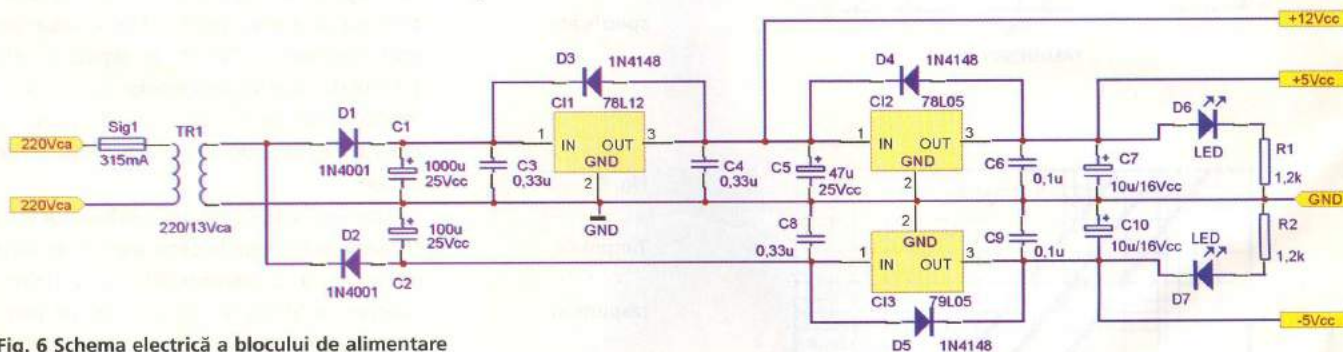 +12Vcc
D3
1N4148
D4
1N4148
+5Vcc
D6
CI1
78L12
CI2
78L05
220Vca
Sig1
315mA
TR1
D1
1N4001
C1
1000u
25Vcc
1
IN
OUT
3
GND
2
C3
0,33u
C4
0,33u
C5
47u
25Vcc
1
IN
OUT
3
GND
2
C6
0,1u
C7
10u/16Vcc
LED
R1
1,2k
220Vca
220/13Vca
GND
GND
D2
1N4001
100u
25Vcc
C2
C8
0,33u
2
GND
1
IN
OUT
3
CI3
79L05
C9
0,1u
C10
10u/16Vcc
LED
D7
R2
1,2k
D5
1N4148
-5Vcc
Fig. 6 Schema electrică a blocului de alimentare